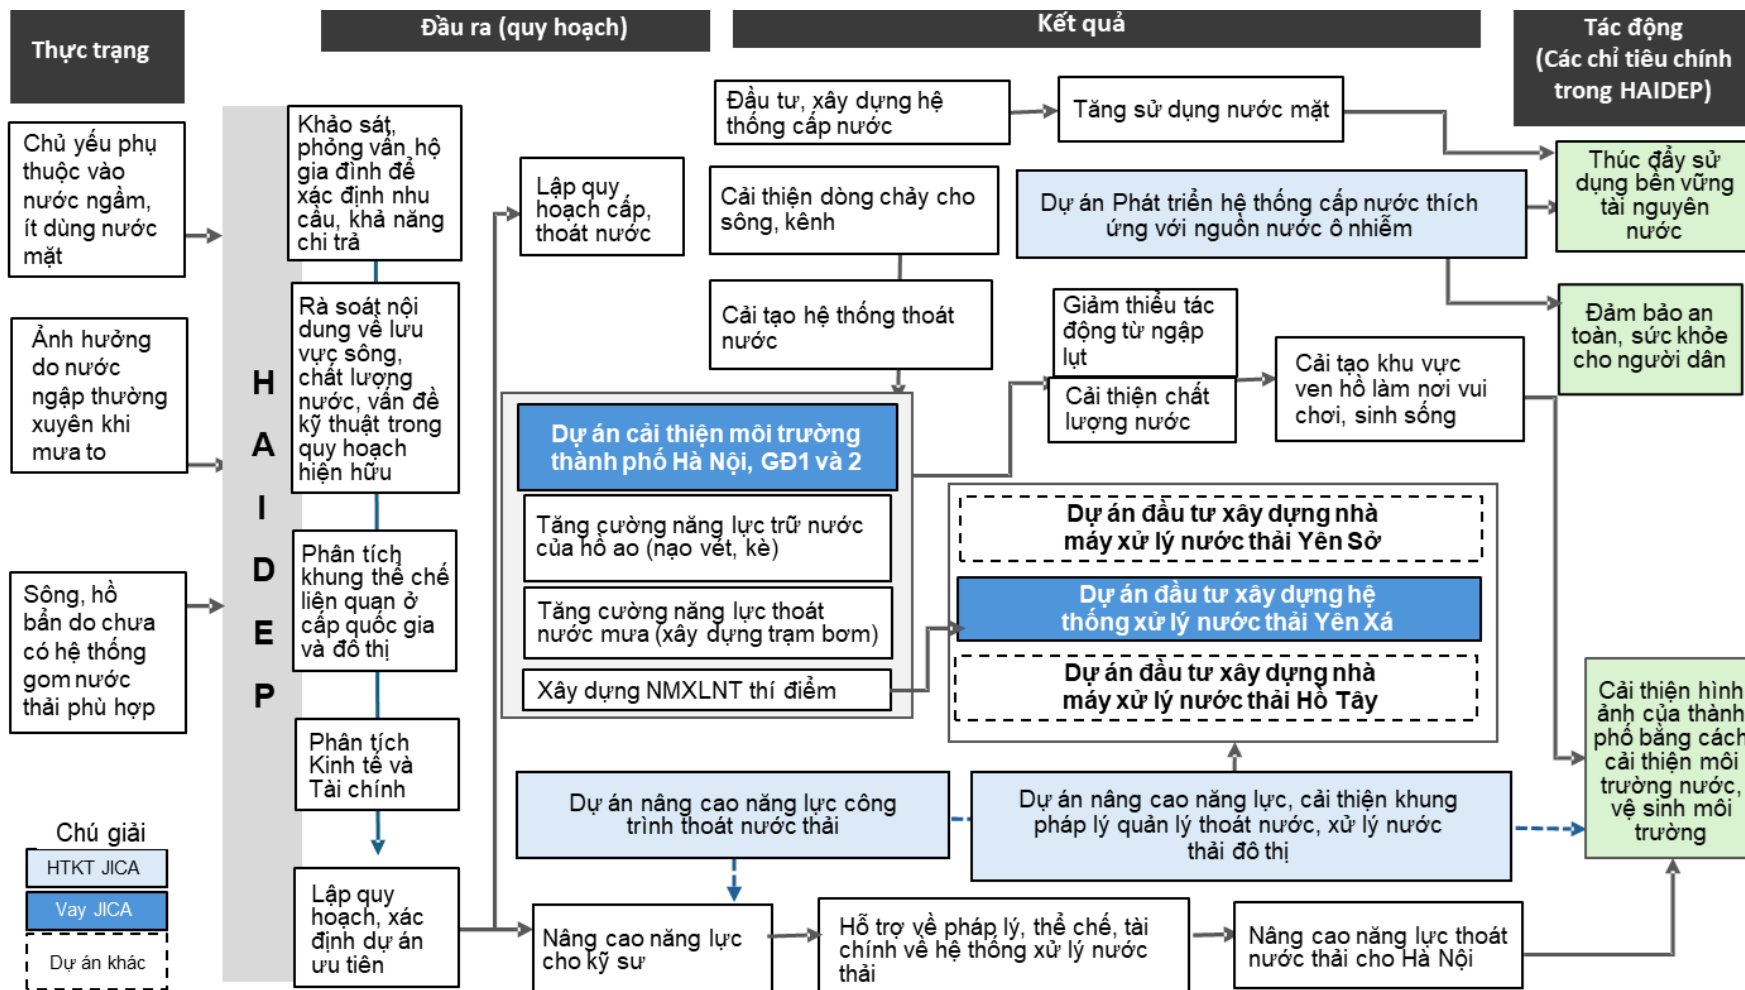 Thực trạng
Đầu ra (quy hoạch)
Kết quả
Tác động
(Các chỉ tiêu chính
trong HAIDEP)
Chủ yếu phụ
thuộc vào
nước ngầm,
ít dùng nước
mặt
Ảnh hưởng
do nước
ngập thường
xuyên khi
mưa to
Sông, hồ
bẩn do chưa
có hệ thống
gom nước
thải phù hợp
Chú giải
HTKT JICA
Vay JICA
Dự án khác
H
A
I
D
E
P
Khảo sát,
phỏng vấn hộ
gia đình để
xác định nhu
cầu, khả năng
chi trả
Rà soát nội
dung về lưu
vực sông,
chất lượng
nước, vấn đề
kỹ thuật trong
quy hoạch
hiện hữu
Phân tích
khung thể chế
liên quan ở
cấp quốc gia
và đô thị
Phân tích
Kinh tế và
Tài chính
Lập quy
hoạch, xác
định dự án
ưu tiên
Lập quy
hoạch cấp,
thoát nước
Đầu tư, xây dựng hệ
thống cấp nước
Tăng sử dụng nước mặt
Cải thiện dòng chảy cho
sông, kênh
Dự án Phát triển hệ thống cấp nước thích
ứng với nguồn nước ô nhiễm
Cải tạo hệ thống thoát
nước
Giảm thiểu tác
động từ ngập
lụt
Cải thiện chất
lượng nước
Cải tạo khu vực
ven hồ làm nơi vui
chơi, sinh sống
Dự án cải thiện môi trường
thành phố Hà Nội, GĐ1 và 2
Tăng cường năng lực trữ nước
của hồ ao (nạo vét, kè)
Tăng cường năng lực thoát
nước mưa (xây dựng trạm bơm)
Xây dựng NMXLNT thí điểm
Dự án đầu tư xây dựng nhà
máy xử lý nước thải Yên Sở
Dự án đầu tư xây dựng hệ
thống xử lý nước thải Yên Xá
Dự án đầu tư xây dựng nhà
máy xử lý nước thải Hồ Tây
Dự án nâng cao năng lực công
trình thoát nước thải
Dự án nâng cao năng lực, cải thiện khung
pháp lý quản lý thoát nước, xử lý nước
thải đô thị
Nâng cao năng lực
cho kỹ sư
Hỗ trợ về pháp lý, thể chế, tài
chính về hệ thống xử lý nước
thải
Nâng cao năng lực thoát
nước thải cho Hà Nội
Thúc đẩy sử
dụng bền vững
tài nguyên
nước
Đảm bảo an
toàn, sức khỏe
cho người dân
Cải thiện hình
ảnh của thành
phố bằng cách
cải thiện môi
trường nước,
vệ sinh môi
trường